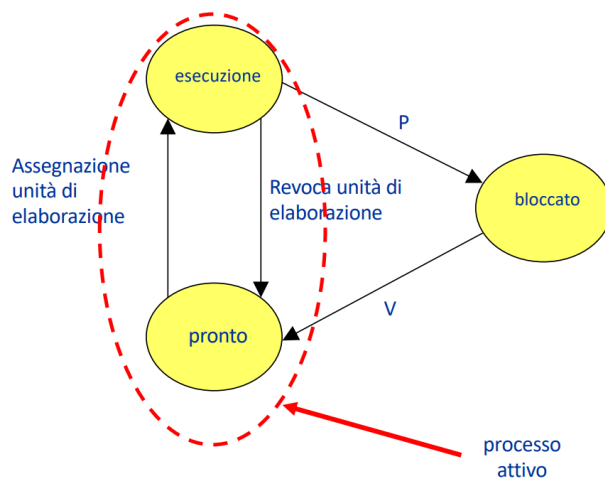 esecuzione
P
Assegnazione
unità di
elaborazione
Revoca unità di
elaborazione
bloccato
V
pronto
processo
attivo